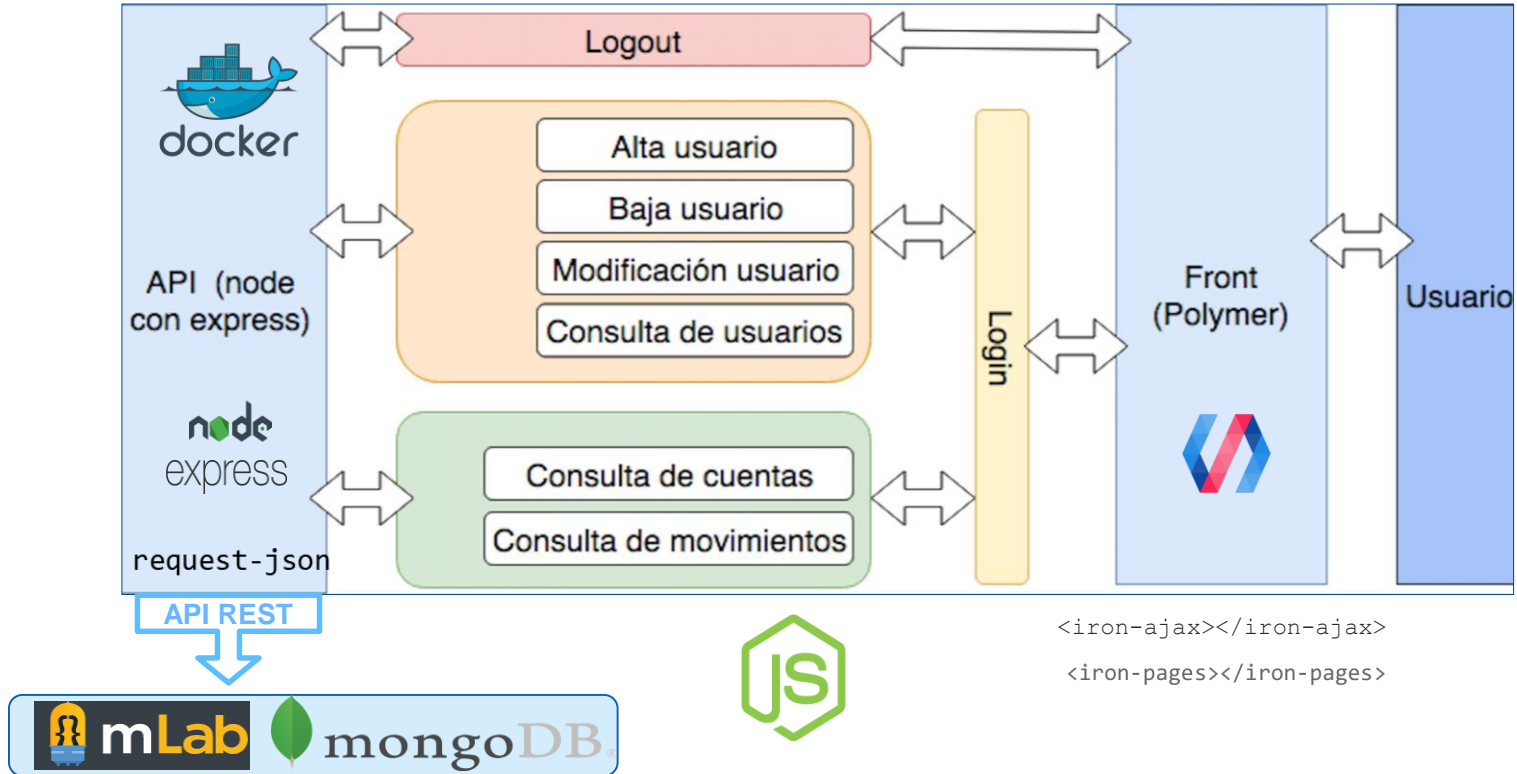 Logout
docker
Alta usuario
Baja usuario
Modificación usuario
Consulta de usuarios
API (node
con express)
Front
(Polymer)
Usuario
Login
node
express
Consulta de cuentas
Consulta de movimientos
request-json
API REST
<iron-ajax></iron-ajax>
<iron-pages></iron-pages>
JS
mLab
mongoDB®